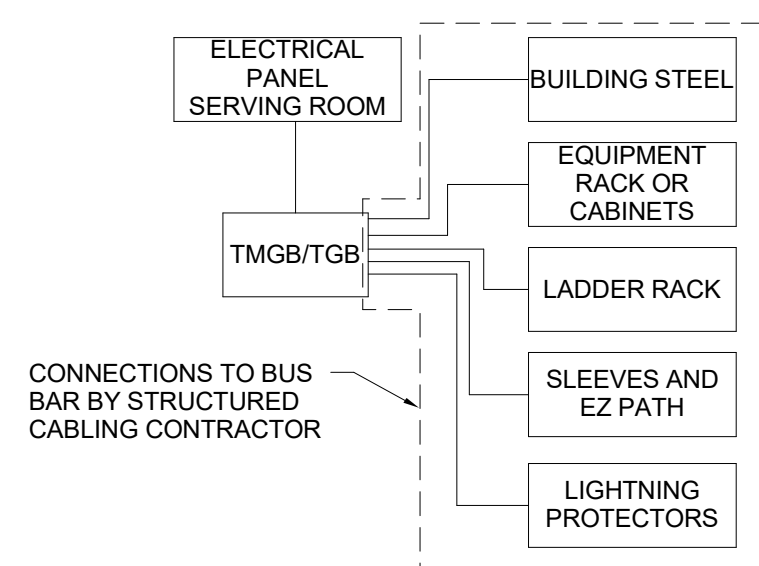 ELECTRICAL
PANEL
SERVING ROOM
BUILDING STEEL
EQUIPMENT
RACK OR
CABINETS
TMGB/TGB
LADDER RACK
CONNECTIONS TO BUS
BAR BY STRUCTURED
CABLING CONTRACTOR
SLEEVES AND
EZ PATH
LIGHTNING
PROTECTORS